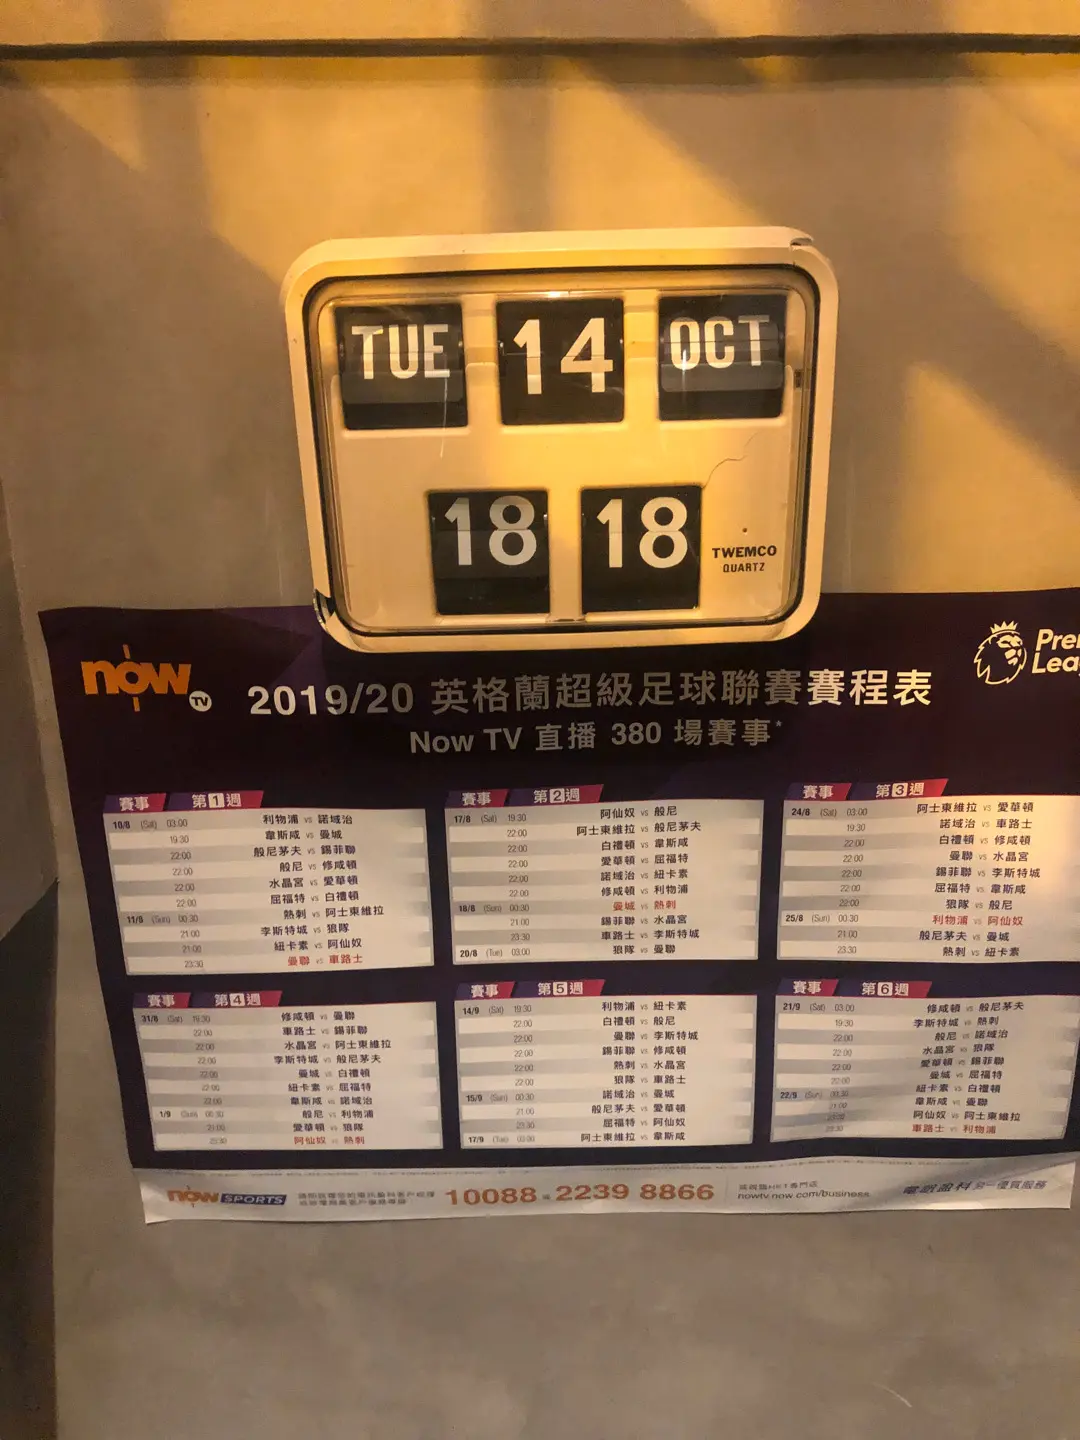 TUE 14 OCT
18 18
TWEMCO
QUARTZ
now TV
2019/20 英格蘭超級足球聯賽賽程表
Now TV 直播 380 場賽事*
賽事 第1週
10/8 (Sat) 03:00 利物浦 vs 諾域治
19:30 韋斯咸 vs 曼城
22:00 般尼茅夫 vs 錫菲聯
22:00 般尼 vs 修咸頓
22:00 水晶宮 vs 愛華頓
22:00 屈福特 vs 白禮頓
11/8 (Sun) 00:30 熱刺 vs 阿士東維拉
21:00 李斯特城 vs 狼隊
21:00 紐卡素 vs 阿仙奴
23:30 曼聯 vs 車路士
賽事 第2週
17/8 (Sat) 19:30 阿仙奴 vs 般尼
22:00 阿士東維拉 vs 般尼茅夫
22:00 白禮頓 vs 韋斯咸
22:00 愛華頓 vs 屈福特
22:00 諾域治 vs 紐卡素
22:00 修咸頓 vs 利物浦
18/8 (Sun) 00:30 曼城 vs 熱刺
21:00 錫菲聯 vs 水晶宮
23:30 車路士 vs 李斯特城
20/8 (Tue) 03:00 狼隊 vs 曼聯
賽事 第3週
24/8 (Sat) 03:00 阿士東維拉 vs 愛華頓
19:30 諾域治 vs 車路士
22:00 白禮頓 vs 修咸頓
22:00 曼聯 vs 水晶宮
22:00 錫菲聯 vs 李斯特城
22:00 屈福特 vs 韋斯咸
22:00 狼隊 vs 般尼
25/8 (Sun) 00:30 利物浦 vs 阿仙奴
21:00 般尼茅夫 vs 曼城
23:30 熱刺 vs 紐卡素
賽事 第4週
31/8 (Sat) 19:30 修咸頓 vs 曼聯
22:00 車路士 vs 錫菲聯
22:00 水晶宮 vs 阿士東維拉
22:00 李斯特城 vs 般尼茅夫
22:00 曼城 vs 白禮頓
22:00 紐卡素 vs 屈福特
22:00 韋斯咸 vs 諾域治
1/9 (Sun) 00:30 般尼 vs 利物浦
21:00 愛華頓 vs 狼隊
23:30 阿仙奴 vs 熱刺
賽事 第5週
14/9 (Sat) 19:30 利物浦 vs 紐卡素
22:00 白禮頓 vs 般尼
22:00 曼聯 vs 李斯特城
22:00 錫菲聯 vs 修咸頓
22:00 熱刺 vs 水晶宮
22:00 狼隊 vs 車路士
15/9 (Sun) 00:30 諾域治 vs 曼城
21:00 般尼茅夫 vs 愛華頓
23:30 屈福特 vs 阿仙奴
17/9 (Tue) 03:00 阿士東維拉 vs 韋斯咸
賽事 第6週
21/9 (Sat) 03:00 修咸頓 vs 般尼茅夫
19:30 李斯特城 vs 熱刺
22:00 般尼 vs 諾域治
22:00 水晶宮 vs 狼隊
22:00 愛華頓 vs 錫菲聯
22:00 曼城 vs 屈福特
紐卡素 vs 白禮頓
22/9 (Sun) 21:00 韋斯咸 vs 曼聯
阿仙奴 vs 阿士東維拉
23:30 車路士 vs 利物浦
now SPORTS
10088 2239 8866
nowtv.now.com/business